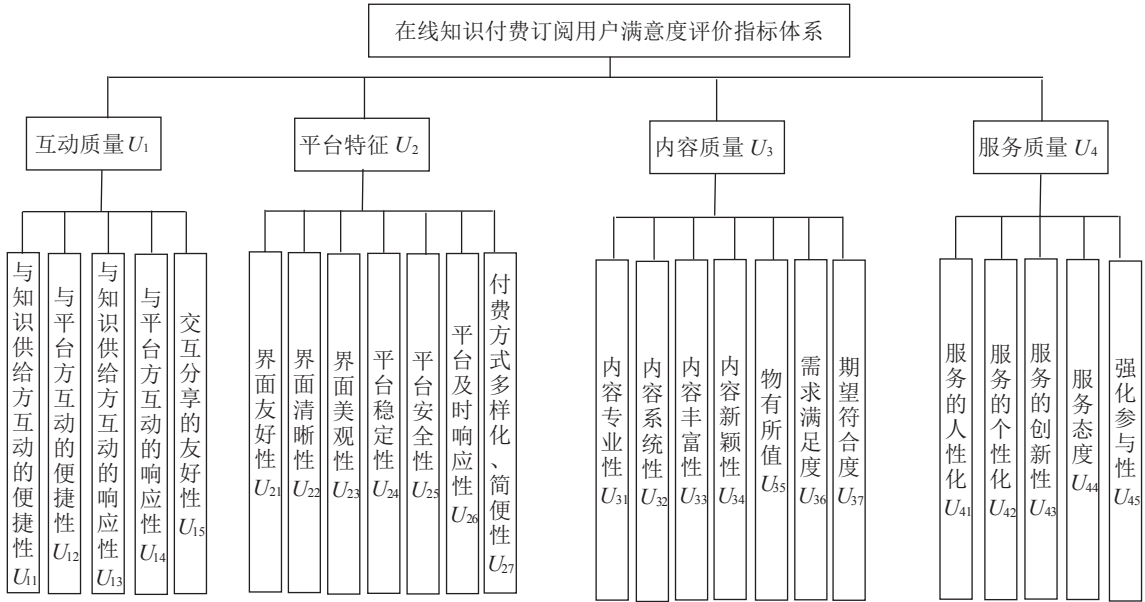 在线知识付费订阅用户满意度评价指标体系
互动质量 U₁
平台特征 U₂
内容质量 U₃
服务质量 U₄
与知识供给方互动的便捷性 U₁₁
与平台方互动的便捷性 U₁₂
与知识供给方互动的响应性 U₁₃
与平台方互动的响应性 U₁₄
交互分享的友好性 U₁₅
界面友好性 U₂₁
界面清晰性 U₂₂
界面美观性 U₂₃
平台稳定性 U₂₄
平台安全性 U₂₅
平台及时响应性 U₂₆
付费方式多样化、简便性 U₂₇
内容专业性 U₃₁
内容系统性 U₃₂
内容丰富性 U₃₃
内容新颖性 U₃₄
物有所值 U₃₅
需求满足度 U₃₆
期望符合度 U₃₇
服务的人性化 U₄₁
服务的个性化 U₄₂
服务的创新性 U₄₃
服务态度 U₄₄
强化参与性 U₄₅